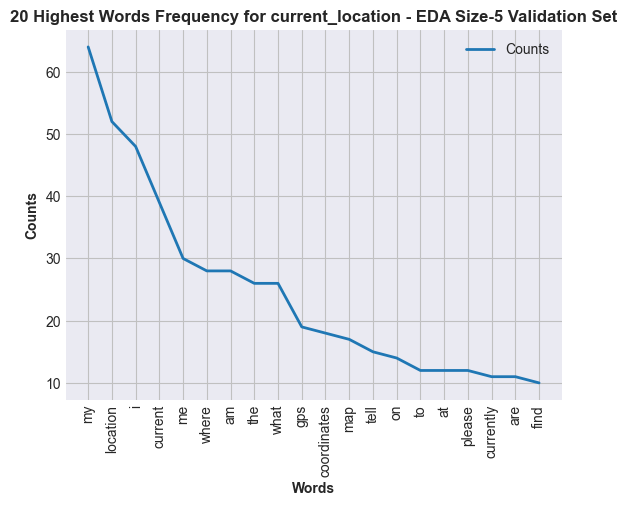 20 Highest Words Frequency for current_location - EDA Size-5 Validation Set
Counts
60
50
40
30
20
10
Counts
my
location
i
current
me
where
am
the
what
gps
coordinates
map
tell
on
to
at
please
currently
are
find
Words